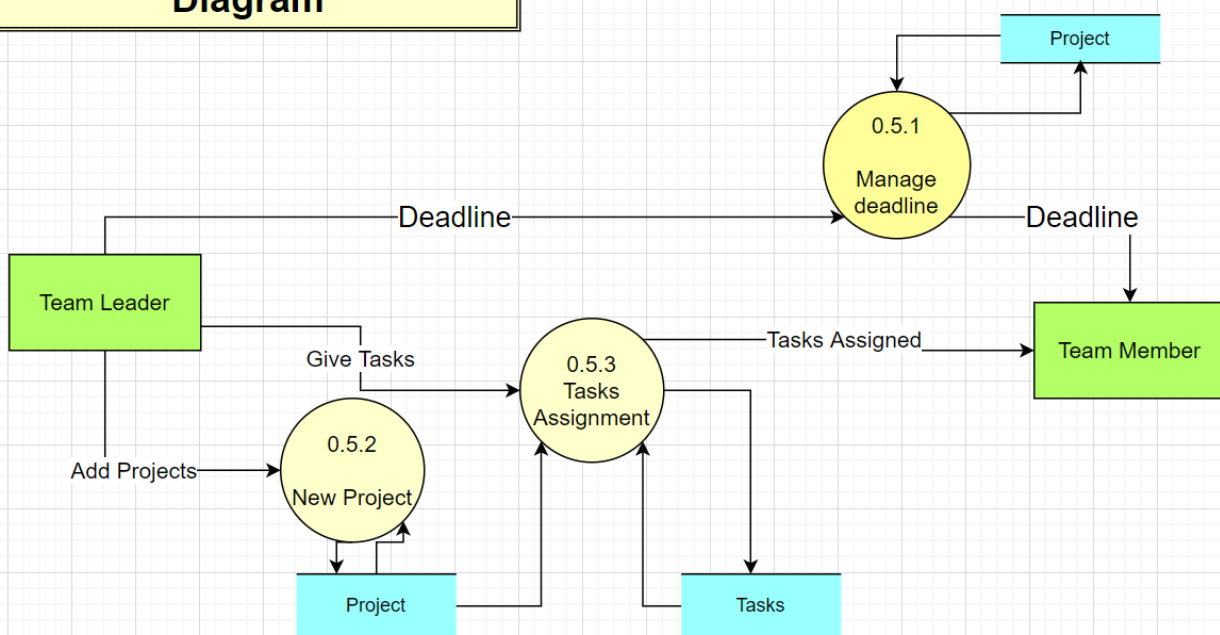 Diagram
Project
0.5.1
Manage
deadline
Deadline
Deadline
Team Leader
Give Tasks
0.5.3
Tasks
Assignment
Tasks Assigned
Team Member
0.5.2
New Project
Add Projects
Project
Tasks